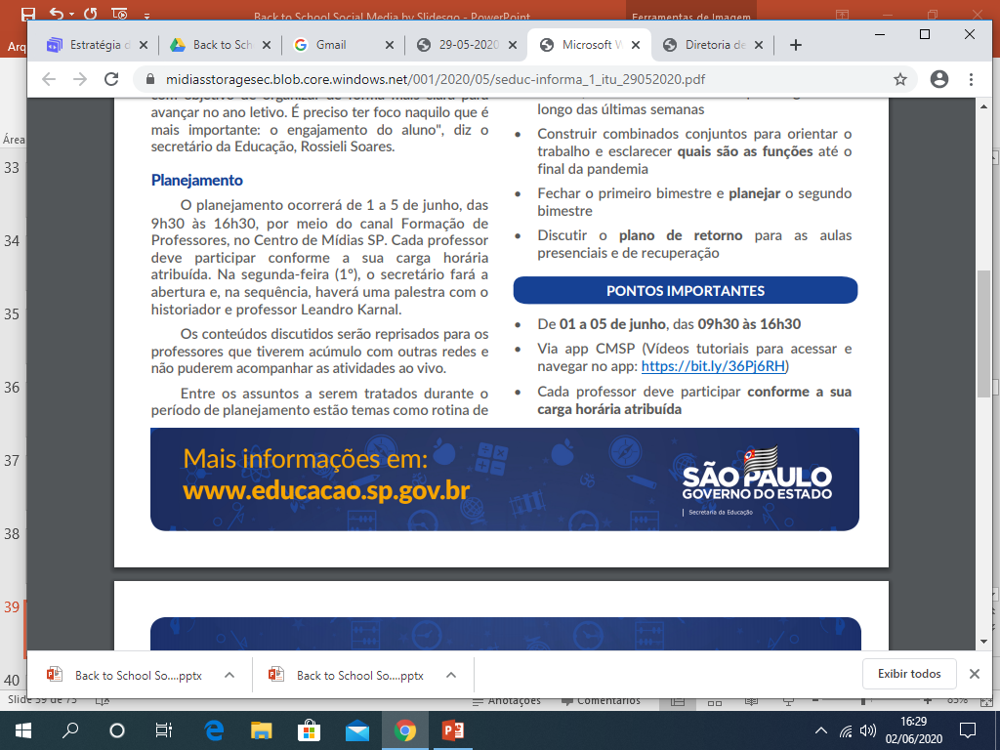 Back to School Social Media by Slidesgo - PowerPoint
Ferramentas de Imagem
Arq
Estratégia d
Back to Sch
Gmail
29-05-2020
Microsoft W
Diretoria de
midiasstoragesec.blob.core.windows.net/001/2020/05/seduc-informa_1_itu_29052020.pdf
Área
33
34
35
36
37
38
39
40
com objetivo de organizar de forma mais clara para
avançar no ano letivo. É preciso ter foco naquilo que é
mais importante: o engajamento do aluno", diz o
secretário da Educação, Rossieli Soares.
Planejamento
O planejamento ocorrerá de 1 a 5 de junho, das
9h30 às 16h30, por meio do canal Formação de
Professores, no Centro de Mídias SP. Cada professor
deve participar conforme a sua carga horária
atribuída. Na segunda-feira (1º), o secretário fará a
abertura e, na sequência, haverá uma palestra com o
historiador e professor Leandro Karnal.
Os conteúdos discutidos serão reprisados para os
professores que tiverem acúmulo com outras redes e
não puderem acompanhar as atividades ao vivo.
Entre os assuntos a serem tratados durante o
período de planejamento estão temas como rotina de
longo das últimas semanas
• Construir combinados conjuntos para orientar o
trabalho e esclarecer quais são as funções até o
final da pandemia
• Fechar o primeiro bimestre e planejar o segundo
bimestre
• Discutir o plano de retorno para as aulas
presenciais e de recuperação
PONTOS IMPORTANTES
• De 01 a 05 de junho, das 09h30 às 16h30
• Via app CMSP (Vídeos tutoriais para acessar e
navegar no app: https://bit.ly/36Pj6RH)
• Cada professor deve participar conforme a sua
carga horária atribuída
Mais informações em:
www.educacao.sp.gov.br
SÃO PAULO
GOVERNO DO ESTADO
Secretaria da Educação
Back to School So....pptx
Back to School So....pptx
Exibir todos
Slide 39 de 73
Anotações
Comentários
85%
16:29
02/06/2020